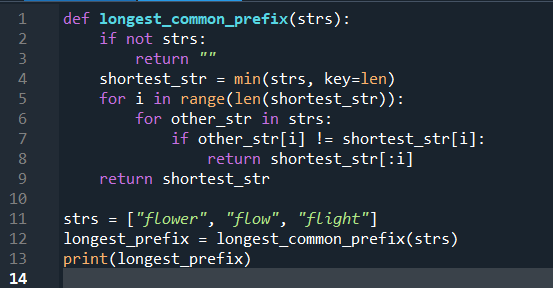 1 def longest_common_prefix(strs):
2     if not strs:
3         return ""
4     shortest_str = min(strs, key=len)
5     for i in range(len(shortest_str)):
6         for other_str in strs:
7             if other_str[i] != shortest_str[i]:
8                 return shortest_str[:i]
9     return shortest_str
10
11 strs = ["flower", "flow", "flight"]
12 longest_prefix = longest_common_prefix(strs)
13 print(longest_prefix)
14